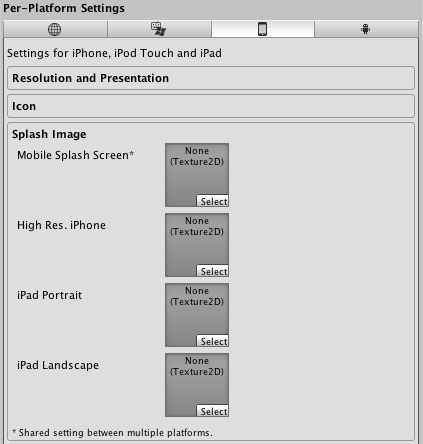 Per-Platform Settings
Settings for iPhone, iPod Touch and iPad
Resolution and Presentation
Icon
Splash Image
Mobile Splash Screen*
None
(Texture2D)
Select
High Res. iPhone
None
(Texture2D)
Select
iPad Portrait
None
(Texture2D)
Select
iPad Landscape
None
(Texture2D)
Select
* Shared setting between multiple platforms.